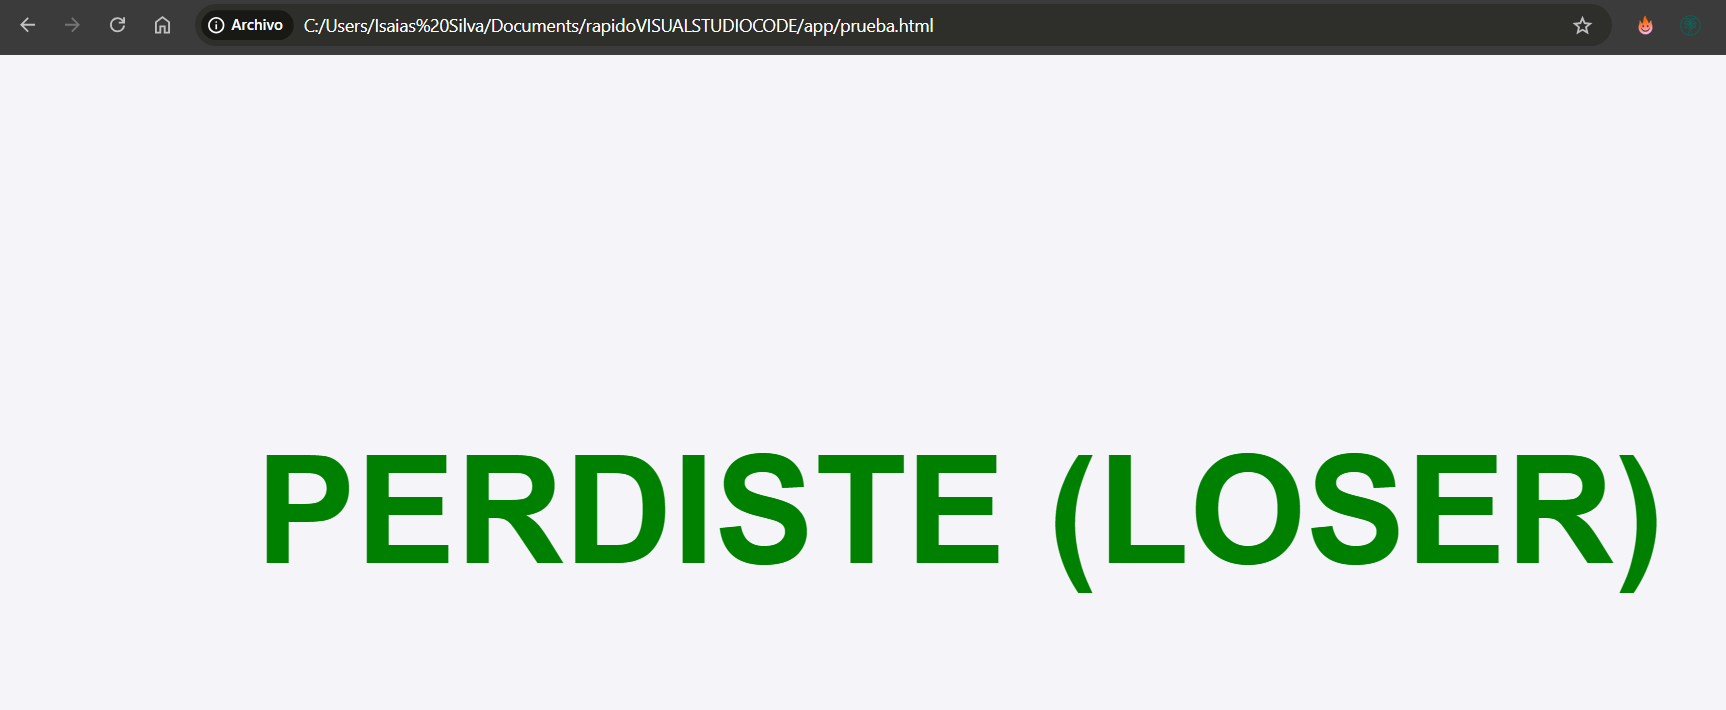 Archivo C:/Users/Isaias%20Silva/Documents/rapidoVISUALSTUDIOCODE/app/prueba.html
PERDISTE (LOSER)